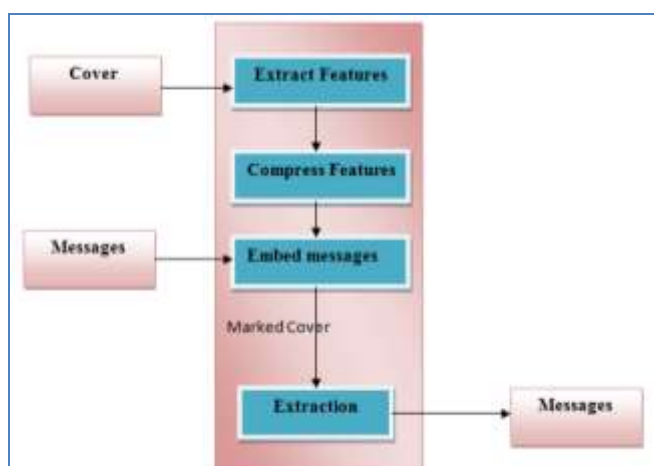 Cover
Extract Features
Compress Features
Messages
Embed messages
Marked Cover
Extraction
Messages